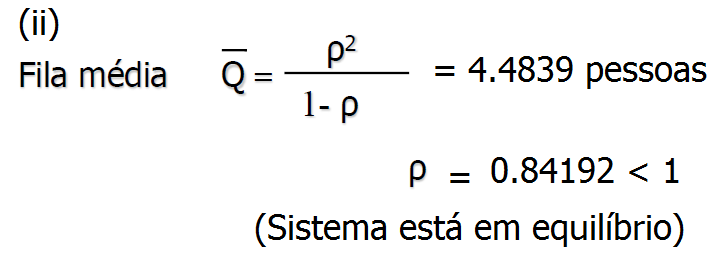 (ii)
Fila média Q̅ = ρ² / 1- ρ = 4.4839 pessoas
ρ = 0.84192 < 1
(Sistema está em equilíbrio)